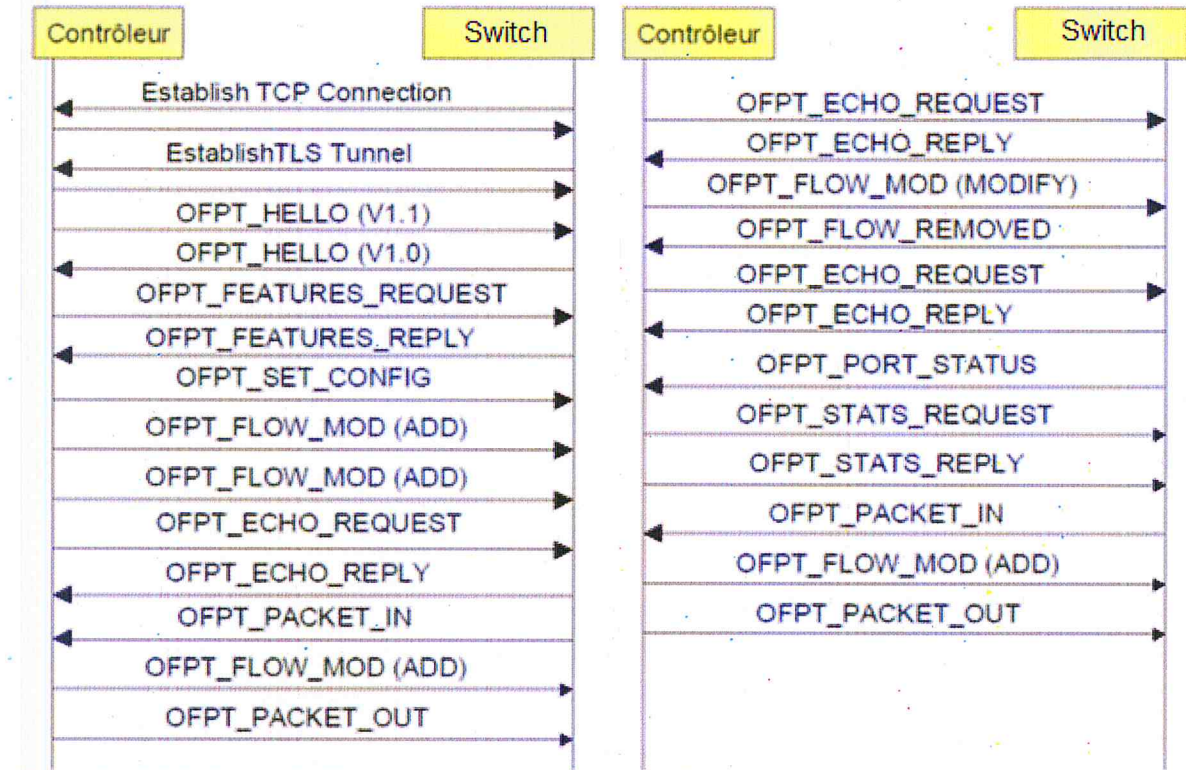 Contrôleur
Switch
Establish TCP Connection
EstablishTLS Tunnel
OFPT_HELLO (V1.1)
OFPT_HELLO (V1.0)
OFPT_FEATURES_REQUEST
OFPT_FEATURES_REPLY
OFPT_SET_CONFIG
OFPT_FLOW_MOD (ADD)
OFPT_FLOW_MOD (ADD)
OFPT_ECHO_REQUEST
OFPT_ECHO_REPLY
OFPT_PACKET_IN
OFPT_FLOW_MOD (ADD)
OFPT_PACKET_OUT
Contrôleur
Switch
OFPT_ECHO_REQUEST
OFPT_ECHO_REPLY
OFPT_FLOW_MOD (MODIFY)
OFPT_FLOW_REMOVED
OFPT_ECHO_REQUEST
OFPT_ECHO_REPLY
OFPT_PORT_STATUS
OFPT_STATS_REQUEST
OFPT_STATS_REPLY
OFPT_PACKET_IN
OFPT_FLOW_MOD (ADD)
OFPT_PACKET_OUT